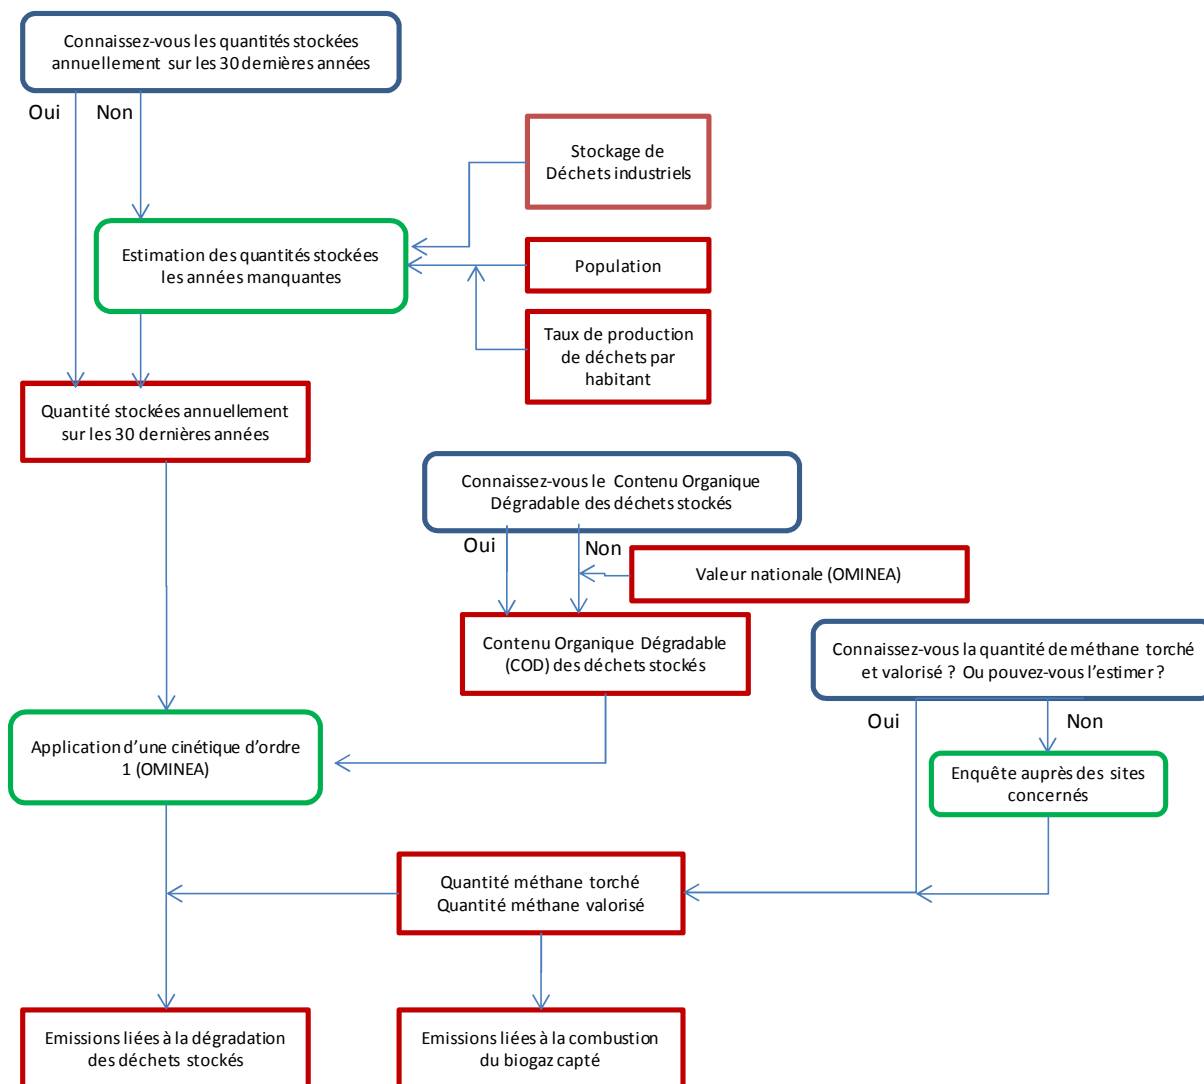 Connaissez-vous les quantités stockées
annuellement sur les 30 dernières années
Oui
Non
Stockage de
Déchets industriels
Estimation des quantités stockées
les années manquantes
Population
Taux de production
de déchets par
habitant
Quantité stockées annuellement
sur les 30 dernières années
Connaissez-vous le Contenu Organique
Dégradable des déchets stockés
Oui
Non
Valeur nationale (OMINEA)
Contenu Organique Dégradable
(COD) des déchets stockés
Connaissez-vous la quantité de méthane torché
et valorisé ? Ou pouvez-vous l'estimer ?
Oui
Non
Application d'une cinétique d'ordre
1 (OMINEA)
Enquête auprès des sites
concernés
Quantité méthane torché
Quantité méthane valorisé
Emissions liées à la dégradation
des déchets stockés
Emissions liées à la combustion
du biogaz capté